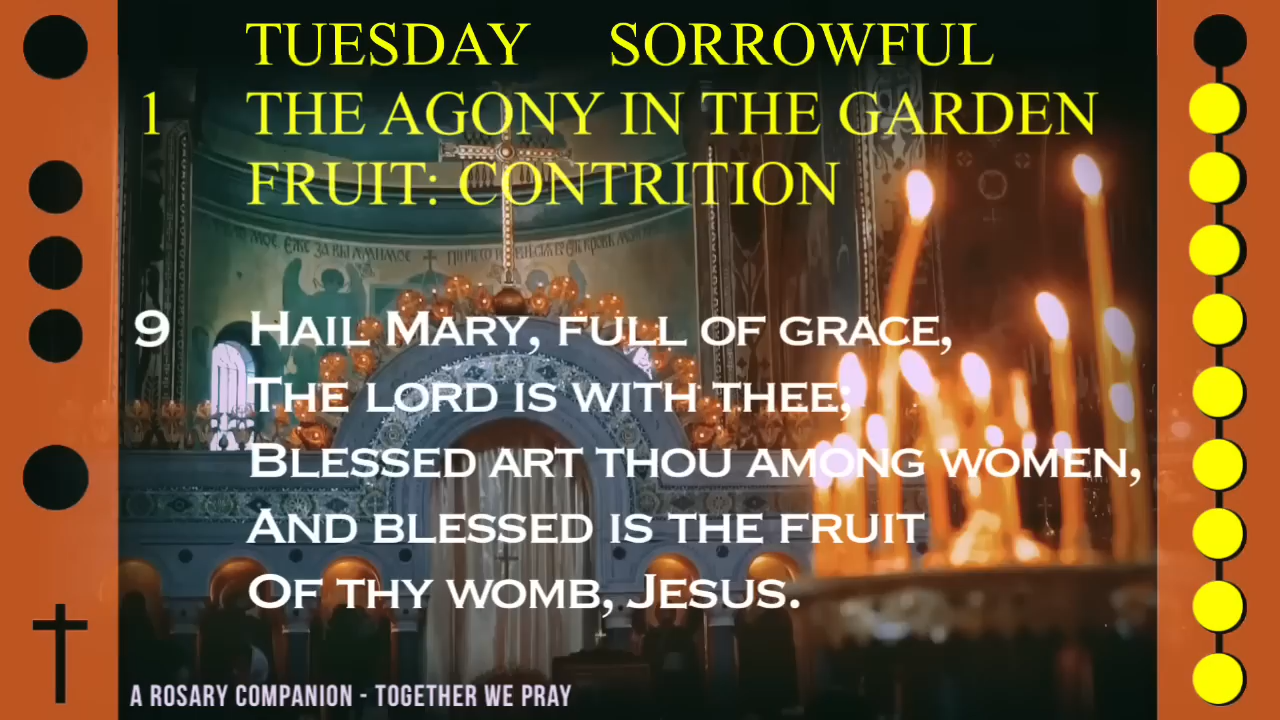 TUESDAY SORROWFUL
1 THE AGONY IN THE GARDEN
FRUIT: CONTRITION
9 HAIL MARY, FULL OF GRACE,
THE LORD IS WITH THEE;
BLESSED ART THOU AMONG WOMEN,
AND BLESSED IS THE FRUIT
OF THY WOMB, JESUS.
A ROSARY COMPANION - TOGETHER WE PRAY